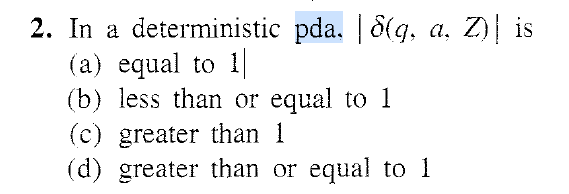 2. In a deterministic pda, | δ(q, a, Z)| is
(a) equal to 1|
(b) less than or equal to 1
(c) greater than 1
(d) greater than or equal to 1